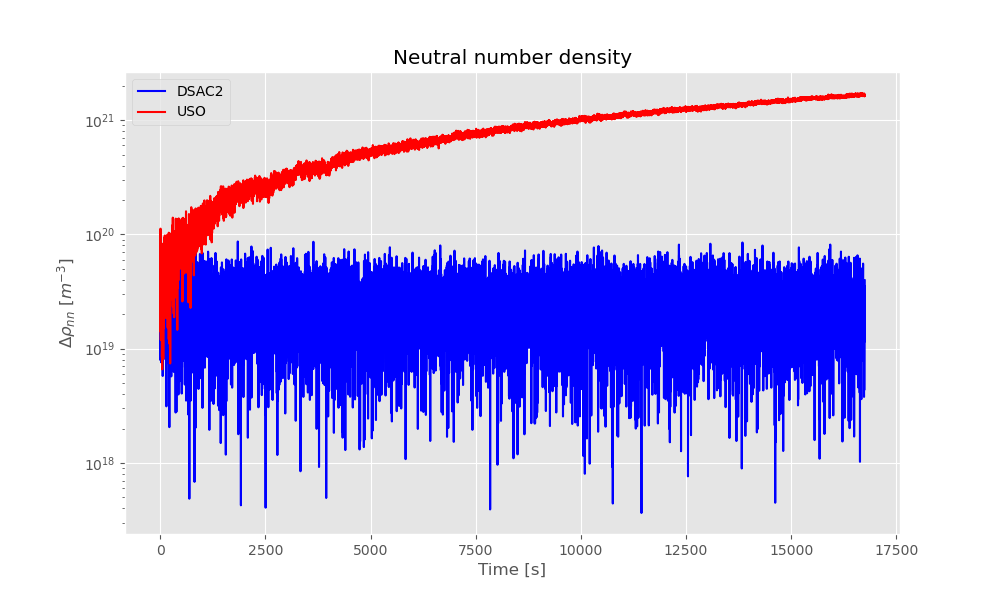 Neutral number density
DSAC2
USO
10^21
10^20
10^19
10^18
Δρ_nn [m^−3]
0 2500 5000 7500 10000 12500 15000 17500
Time [s]